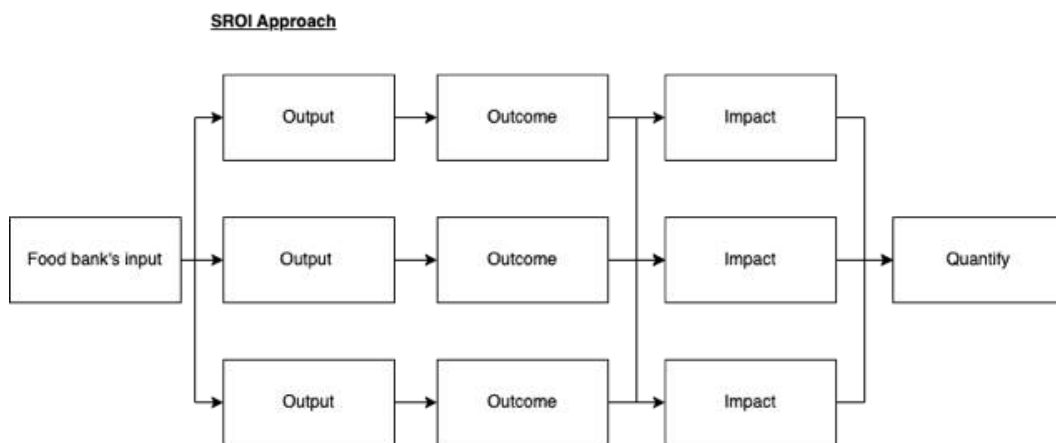 SROI Approach
Output
Outcome
Impact
Food bank's input
Output
Outcome
Impact
Quantify
Output
Outcome
Impact